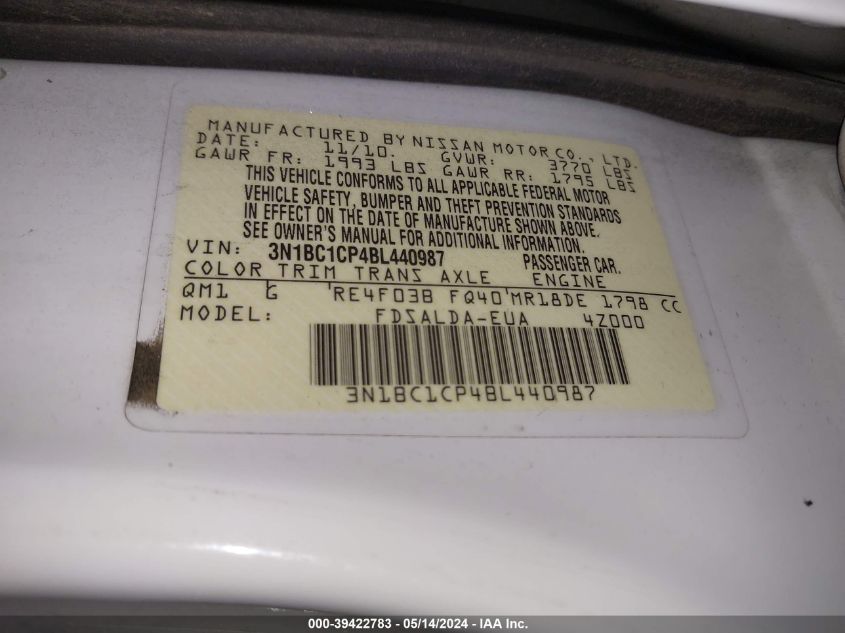 MANUFACTURED BY NISSAN MOTOR CO., LTD.
DATE: 11/10. GVWR: 3770 LBS
GAWR FR: 1993 LBS GAWR RR: 1795 LBS
THIS VEHICLE CONFORMS TO ALL APPLICABLE FEDERAL MOTOR
VEHICLE SAFETY, BUMPER AND THEFT PREVENTION STANDARDS
IN EFFECT ON THE DATE OF MANUFACTURE SHOWN ABOVE.
SEE OWNER'S MANUAL FOR ADDITIONAL INFORMATION.
VIN: 3N1BC1CP4BL440987 PASSENGER CAR.
COLOR TRIM TRANS AXLE ENGINE
QM1 G RE4F03B FQ40 MR18DE 1798 CC
MODEL: FDSALDA-EUA 4Z000
3N1BC1CP4BL440987
000-39422783 - 05/14/2024 - IAA Inc.